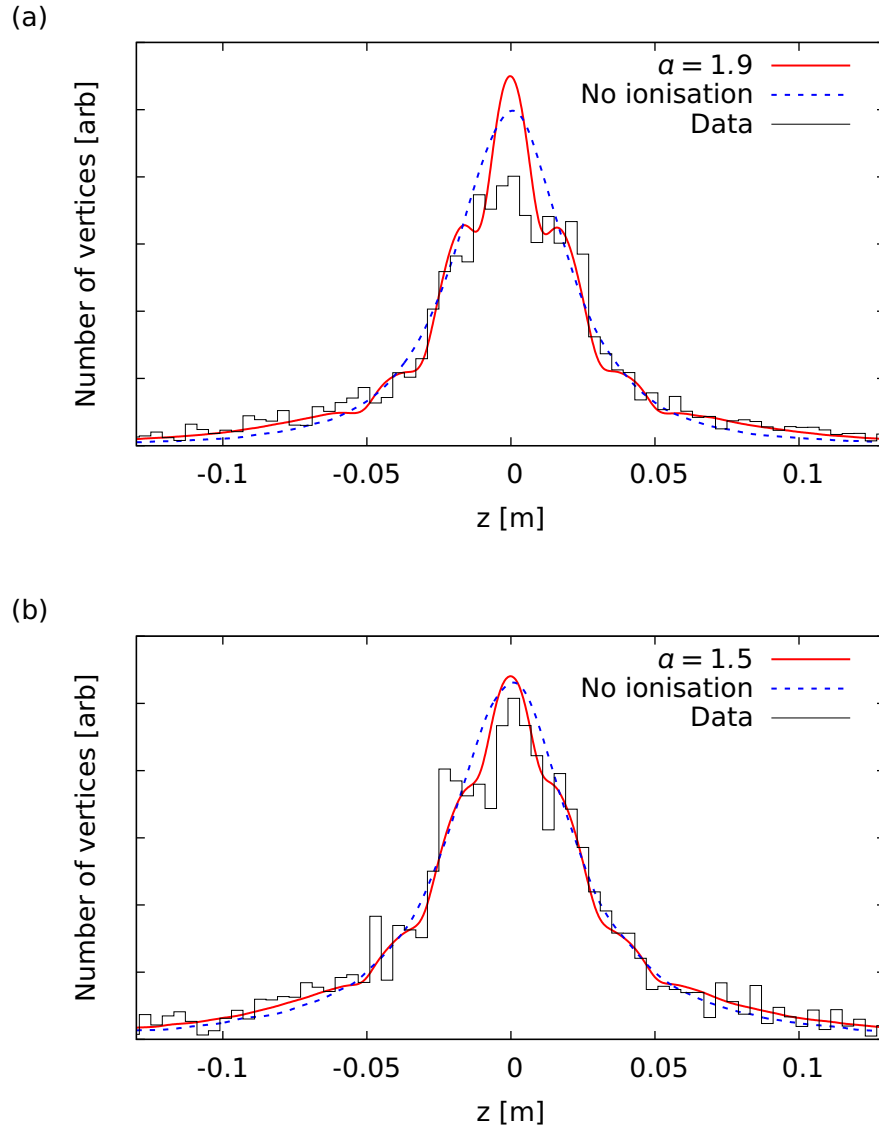 (a)
Number of vertices [arb]
α = 1.9
No ionisation
Data
-0.1 -0.05 0 0.05 0.1
z [m]
(b)
Number of vertices [arb]
α = 1.5
No ionisation
Data
-0.1 -0.05 0 0.05 0.1
z [m]